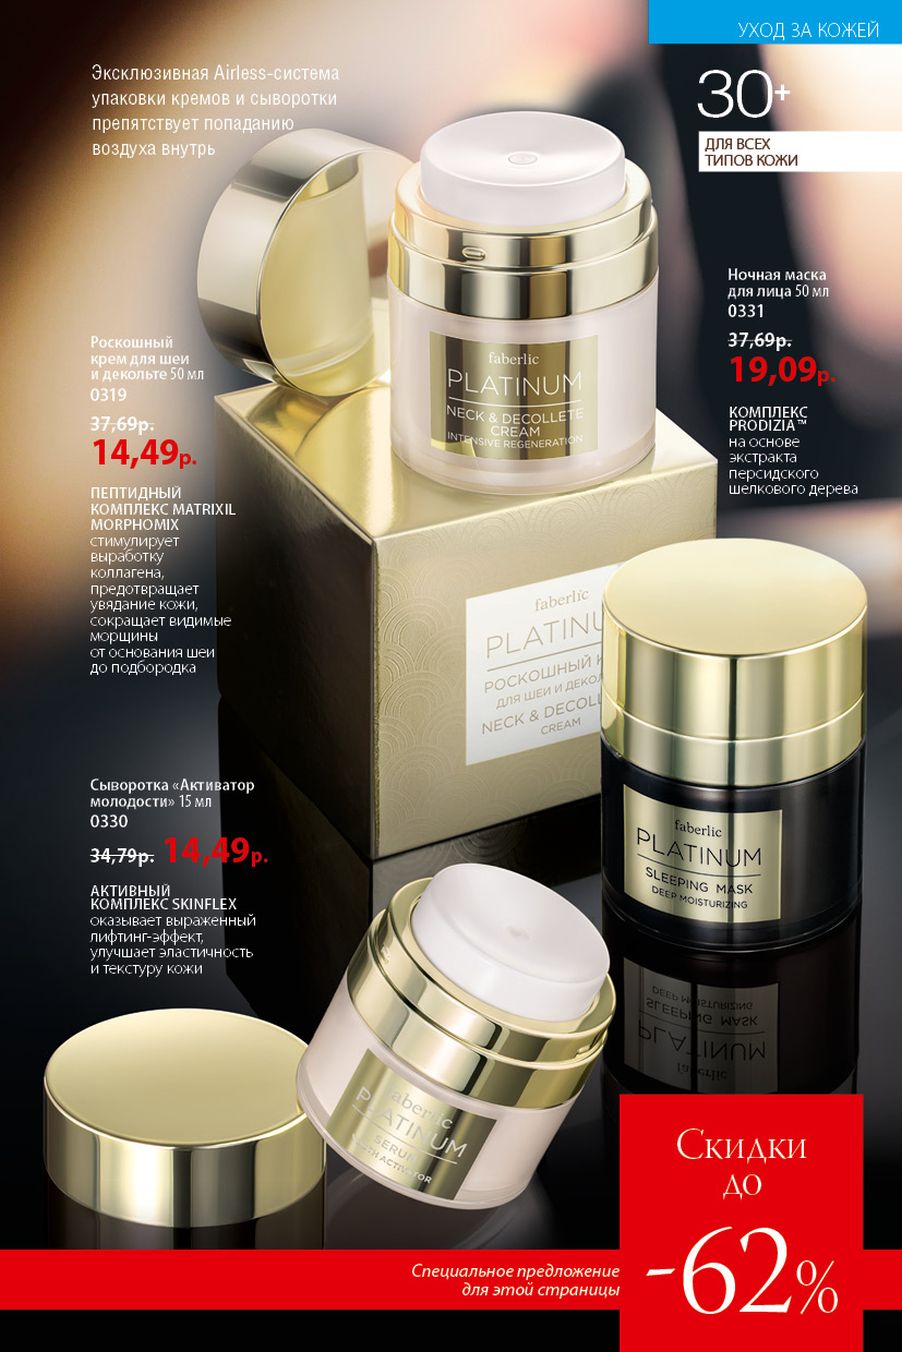 УХОД ЗА КОЖЕЙ
Эксклюзивная Airless-система
упаковки кремов и сыворотки
препятствует попаданию
воздуха внутрь
30+
ДЛЯ ВСЕХ
ТИПОВ КОЖИ
Ночная маска
для лица 50 мл
0331
37,69р.
19,09р.
КОМПЛЕКС
PRODIZIA™
на основе
экстракта
персидского
шелкового дерева
Роскошный
крем для шеи
и декольте 50 мл
0319
37,69р.
14,49р.
ПЕПТИДНЫЙ
КОМПЛЕКС MATRIXIL
MORPHOMIX
стимулирует
выработку
коллагена,
предотвращает
увядание кожи,
сокращает видимые
морщины
от основания шеи
до подбородка
faberlic
PLATINUM
NECK & DECOLLETE
CREAM
INTENSIVE REGENERATION
faberlic
PLATINU
РОСКОШНЫЙ К
ДЛЯ ШЕИ И ДЕКОЛ
NECK & DECOLL
CREAM
faberlic
PLATINUM
SLEEPING MASK
DEEP MOISTURIZING
Сыворотка «Активатор
молодости» 15 мл
0330
34,79р. 14,49р.
АКТИВНЫЙ
КОМПЛЕКС SKINFLEX
оказывает выраженный
лифтинг-эффект,
улучшает эластичность
и текстуру кожи
faberlic
PLATINUM
SERUM
YOUTH ACTIVATOR
Скидки
до
-62%
Специальное предложение
для этой страницы